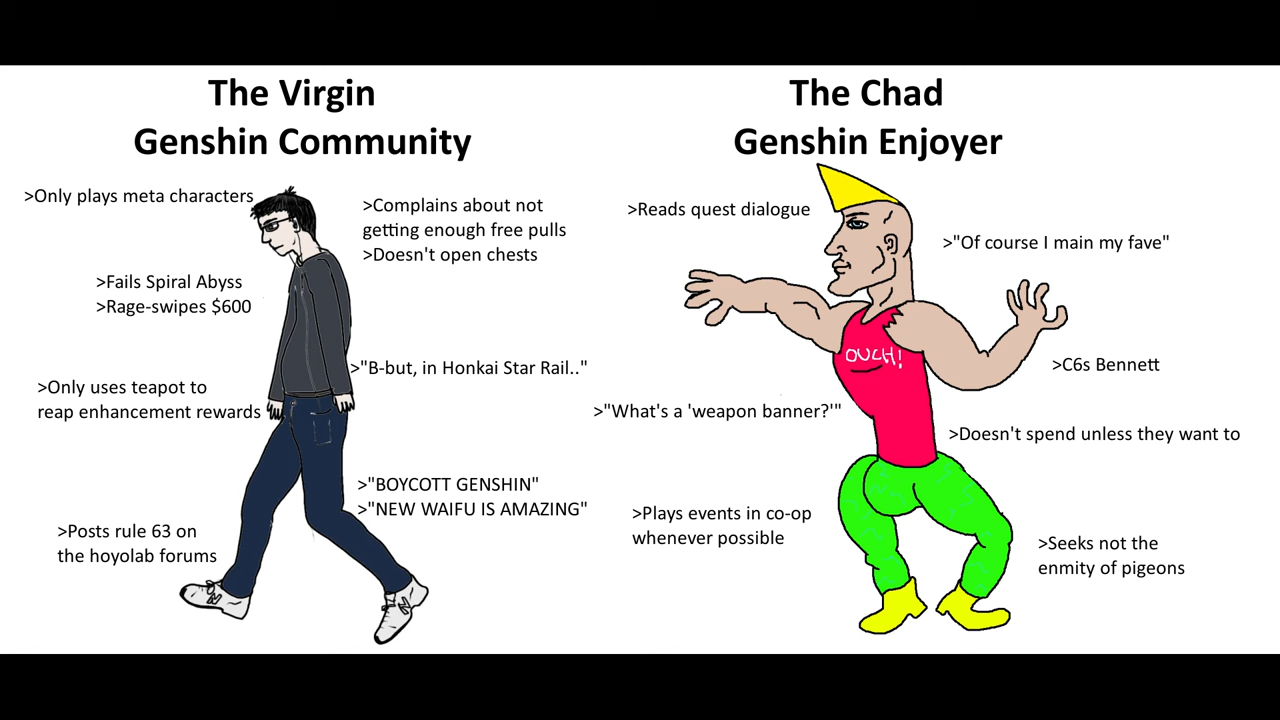 The Virgin
Genshin Community
>Only plays meta characters
>Complains about not
getting enough free pulls
>Doesn't open chests
>Fails Spiral Abyss
>Rage-swipes $600
>"B-but, in Honkai Star Rail.."
>Only uses teapot to
reap enhancement rewards
>"BOYCOTT GENSHIN"
>"NEW WAIFU IS AMAZING"
>Posts rule 63 on
the hoyolab forums
The Chad
Genshin Enjoyer
>Reads quest dialogue
>"Of course I main my fave"
OUCH!
>C6s Bennett
>"What's a 'weapon banner?'"
>Doesn't spend unless they want to
>Plays events in co-op
whenever possible
>Seeks not the
enmity of pigeons